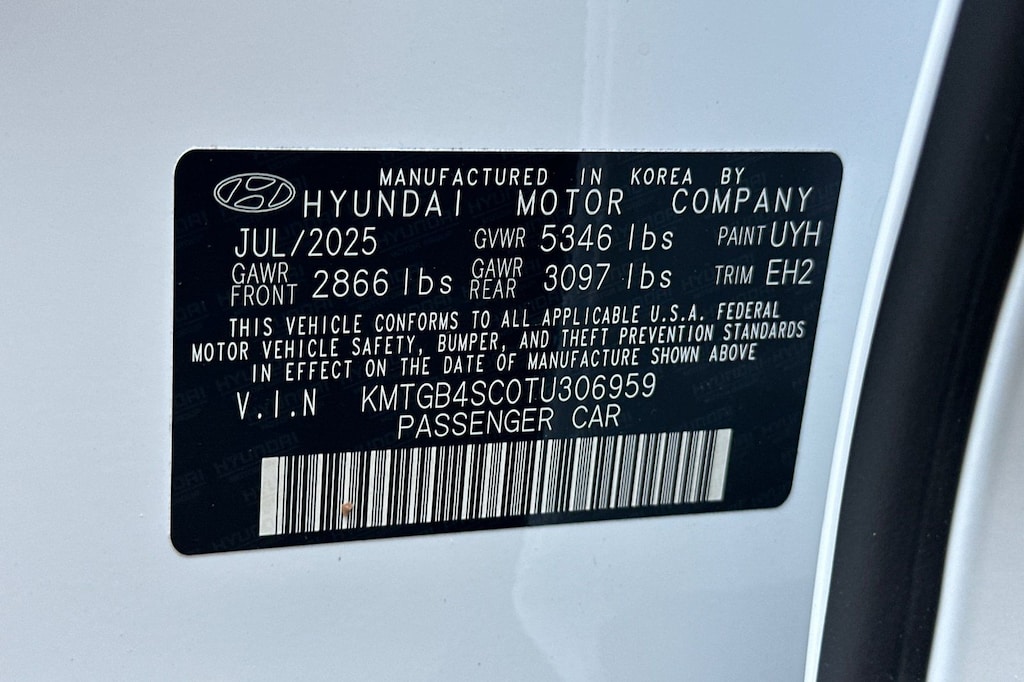 MANUFACTURED IN KOREA BY
HYUNDAI MOTOR COMPANY
JUL/2025 GVWR 5346 lbs PAINT UYH
GAWR FRONT 2866 lbs GAWR REAR 3097 lbs TRIM EH2
THIS VEHICLE CONFORMS TO ALL APPLICABLE U.S.A. FEDERAL
MOTOR VEHICLE SAFETY, BUMPER, AND THEFT PREVENTION STANDARDS
IN EFFECT ON THE DATE OF MANUFACTURE SHOWN ABOVE
V.I.N KMTGB4SC0TU306959
PASSENGER CAR